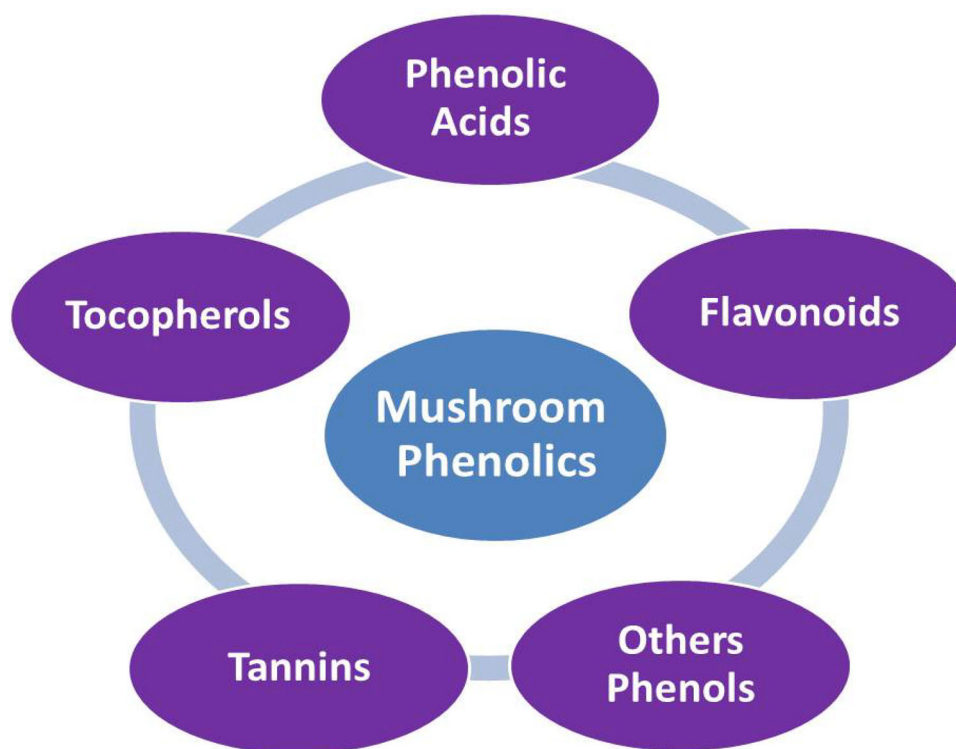 Phenolic
Acids
Tocopherols
Flavonoids
Mushroom
Phenolics
Tannins
Others
Phenols